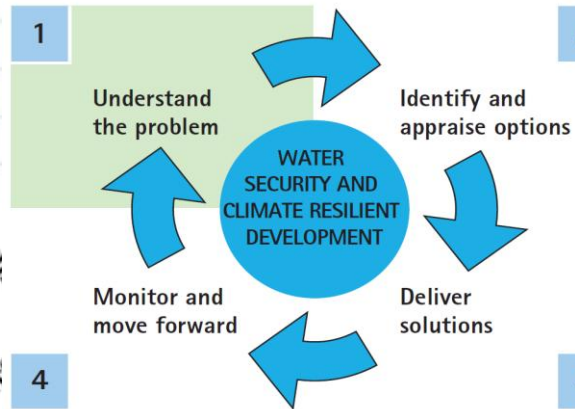 1
Understand
the problem
Identify and
appraise options
WATER
SECURITY AND
CLIMATE RESILIENT
DEVELOPMENT
Monitor and
move forward
Deliver
solutions
4